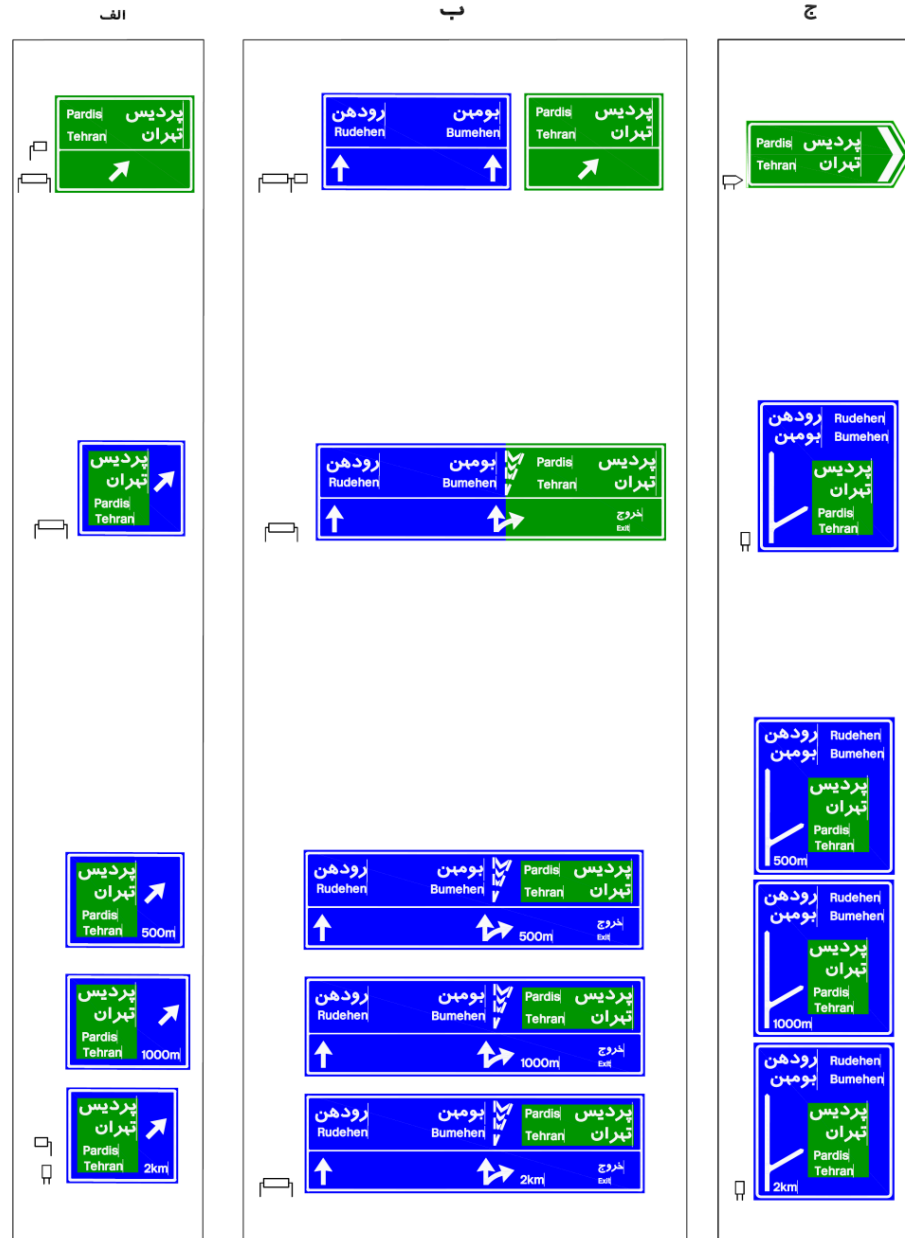 الف
Pardis پردیس
Tehran تهران
پردیس
تهران
Pardis
Tehran
پردیس
تهران
Pardis
Tehran 500m
پردیس
تهران
Pardis
Tehran 1000m
پردیس
تهران
Pardis
Tehran 2km
ب
رودهن بومهن
Rudehen Bumehen
Pardis پردیس
Tehran تهران
رودهن بومهن Pardis پردیس
Rudehen Bumehen Tehran تهران
خروج
Exit
رودهن بومهن Pardis پردیس
Rudehen Bumehen Tehran تهران
500m خروج
Exit
رودهن بومهن Pardis پردیس
Rudehen Bumehen Tehran تهران
1000m خروج
Exit
رودهن بومهن Pardis پردیس
Rudehen Bumehen Tehran تهران
2km خروج
Exit
ج
Pardis پردیس
Tehran تهران
رودهن Rudehen
بومهن Bumehen
پردیس
تهران
Pardis
Tehran
رودهن Rudehen
بومهن Bumehen
پردیس
تهران
Pardis
Tehran
500m
رودهن Rudehen
بومهن Bumehen
پردیس
تهران
Pardis
Tehran
1000m
رودهن Rudehen
بومهن Bumehen
پردیس
تهران
Pardis
Tehran
2km